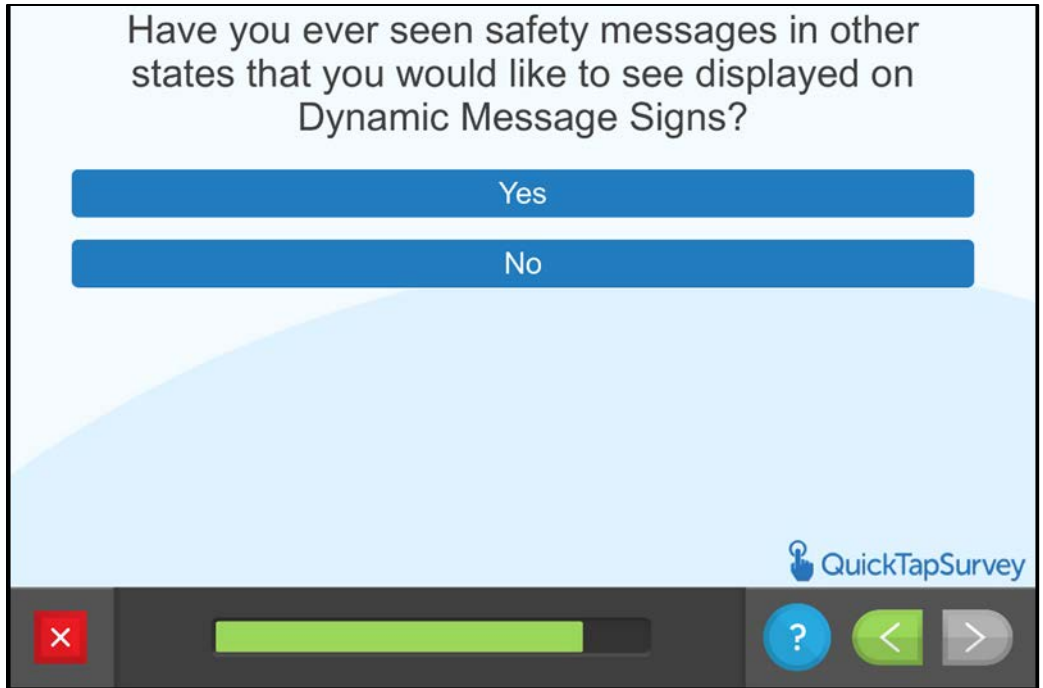 Have you ever seen safety messages in other
states that you would like to see displayed on
Dynamic Message Signs?
Yes
No
QuickTapSurvey
?